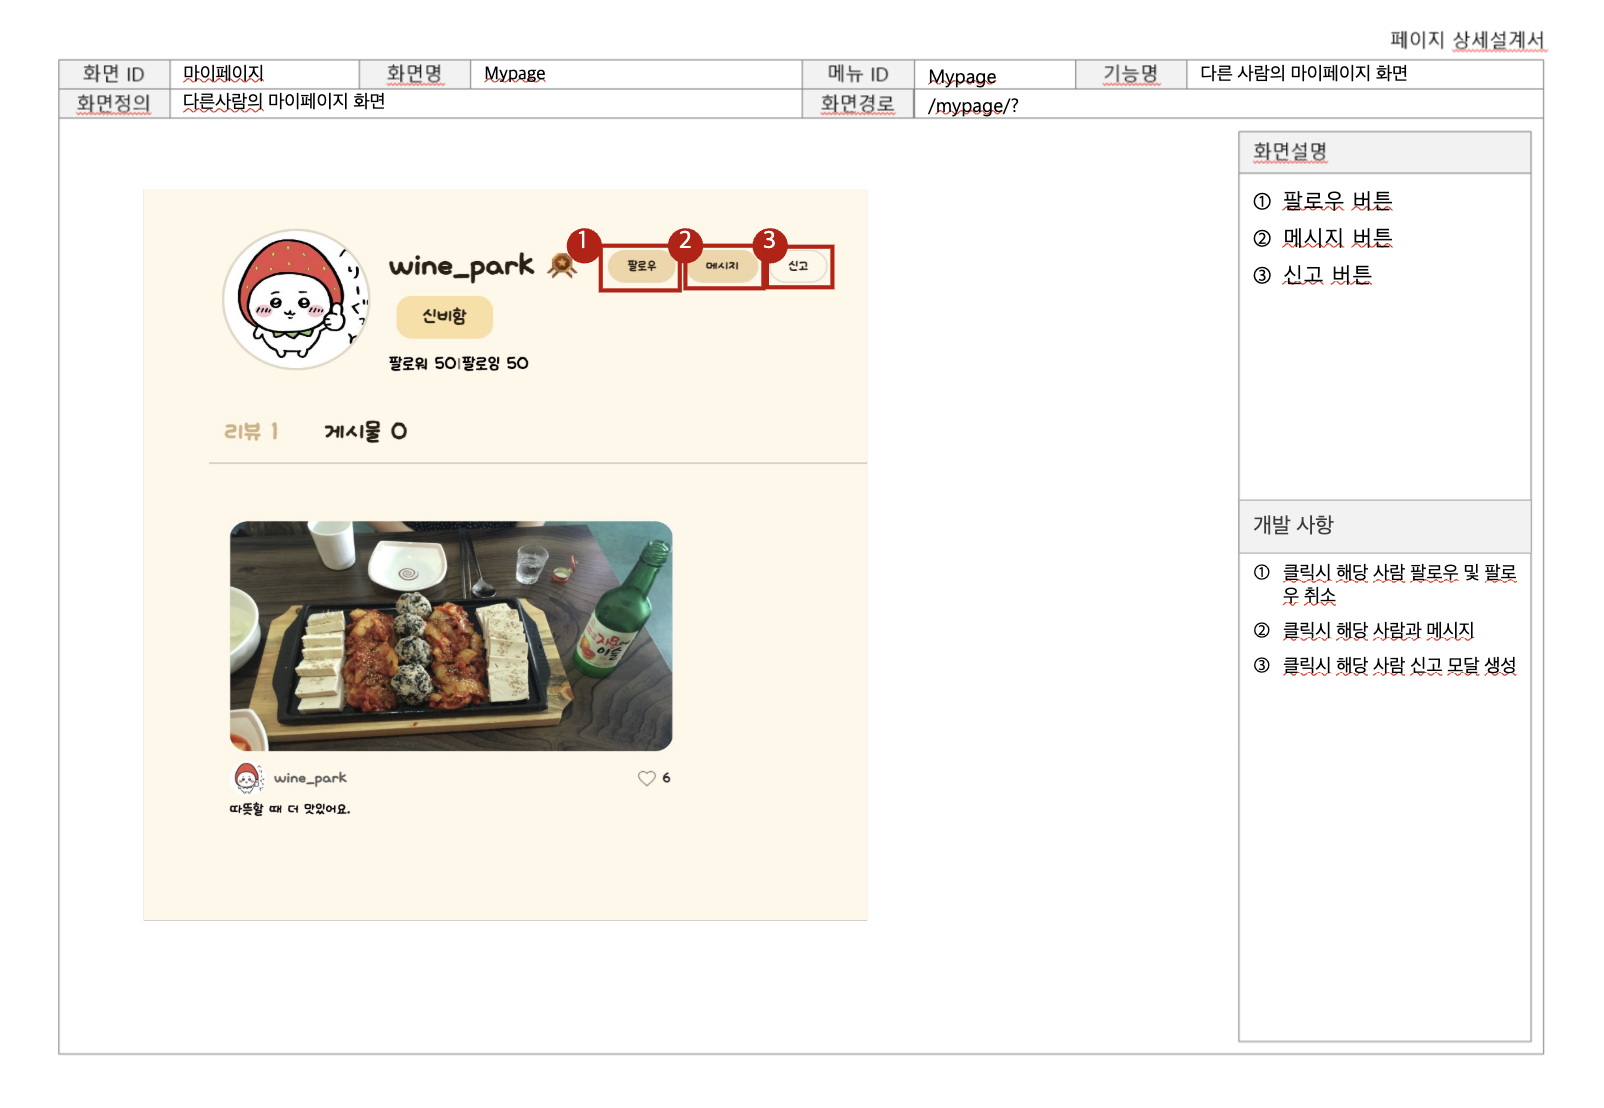 페이지 상세설계서
화면 ID 마이페이지 화면명 Mypage 메뉴 ID Mypage 기능명 다른 사람의 마이페이지 화면
화면정의 다른사람의 마이페이지 화면 화면경로 /mypage/?
화면설명
① 팔로우 버튼
② 메시지 버튼
③ 신고 버튼
개발 사항
① 클릭시 해당 사람 팔로우 및 팔로
우 취소
② 클릭시 해당 사람과 메시지
③ 클릭시 해당 사람 신고 모달 생성
1 2 3
wine_park 팔로우 메시지 신고
신비함
팔로워 50|팔로잉 50
리뷰 1 게시물 0
wine_park 6
따뜻할 때 더 맛있어요.